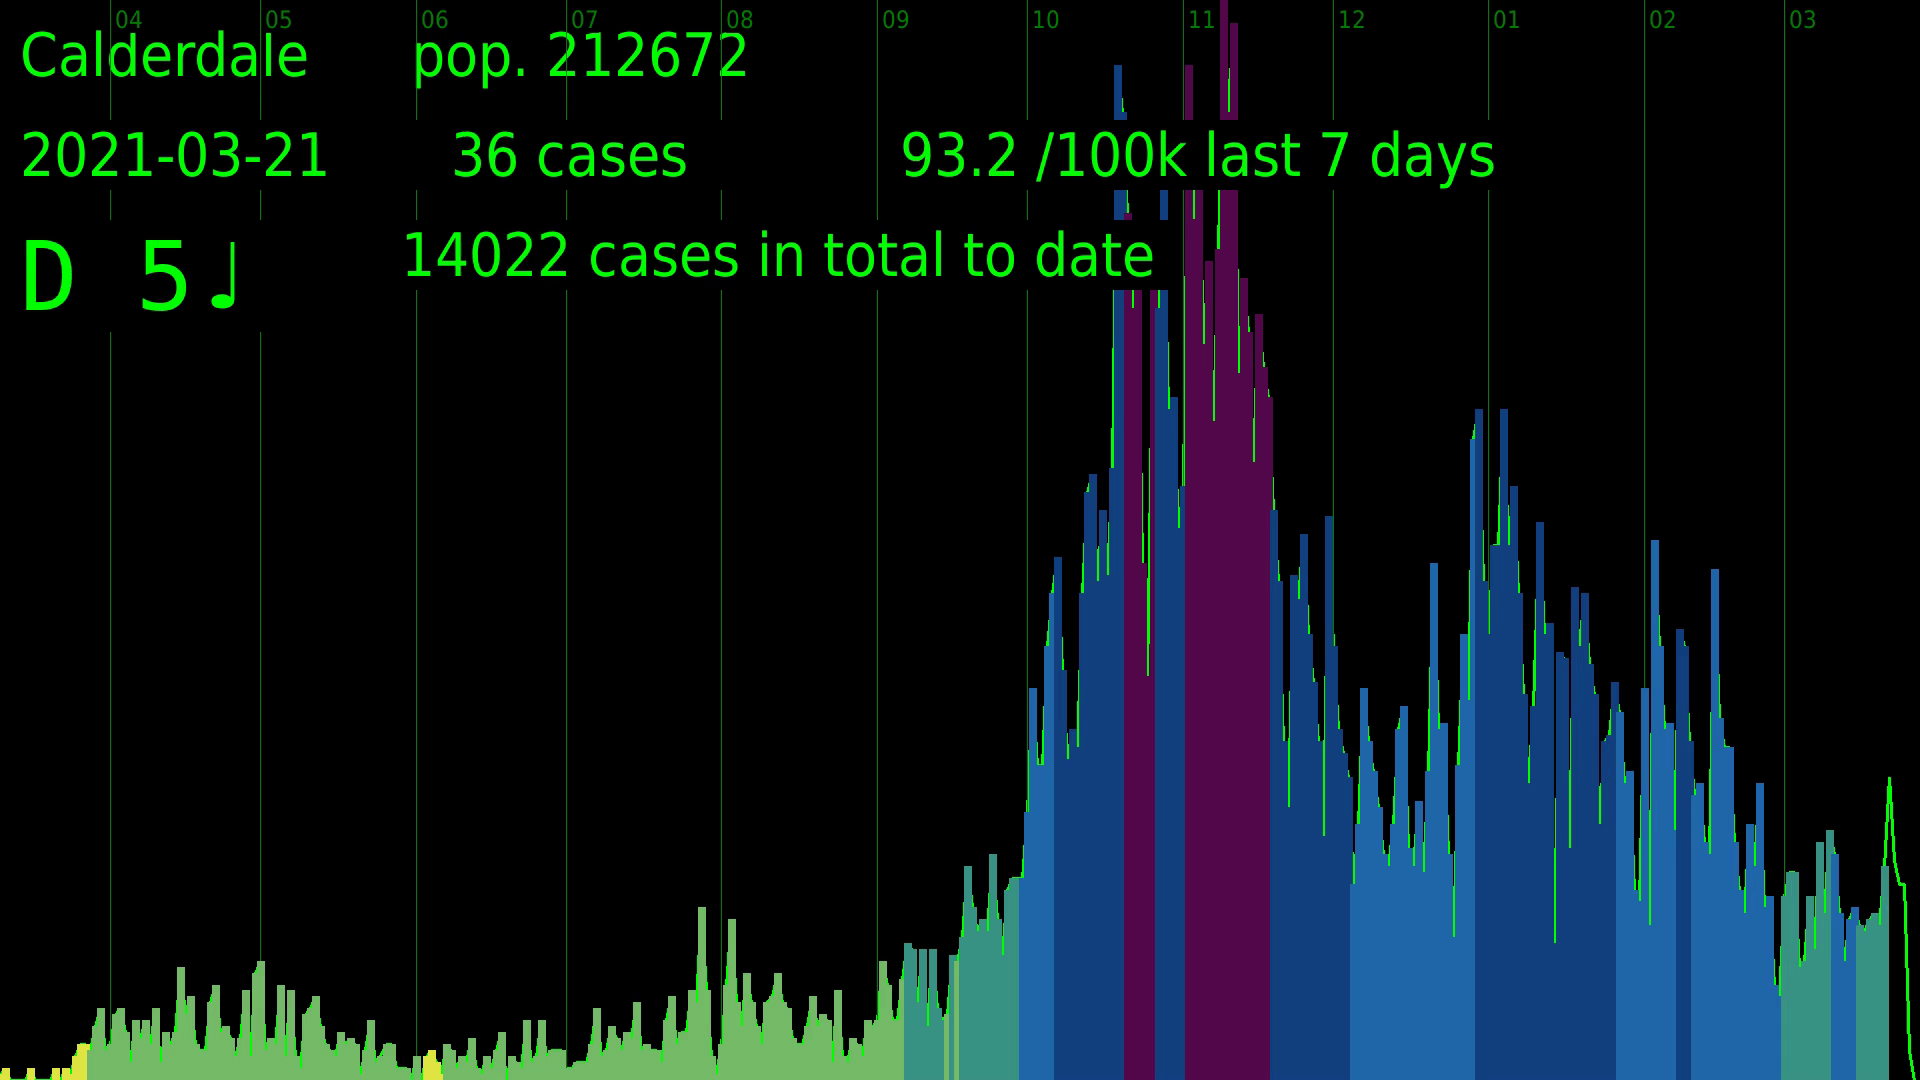 04 05 06 07 08 09 10 11 12 01 02 03
Calderdale pop. 212672
2021-03-21 36 cases 93.2 /100k last 7 days
D 5♩ 14022 cases in total to date